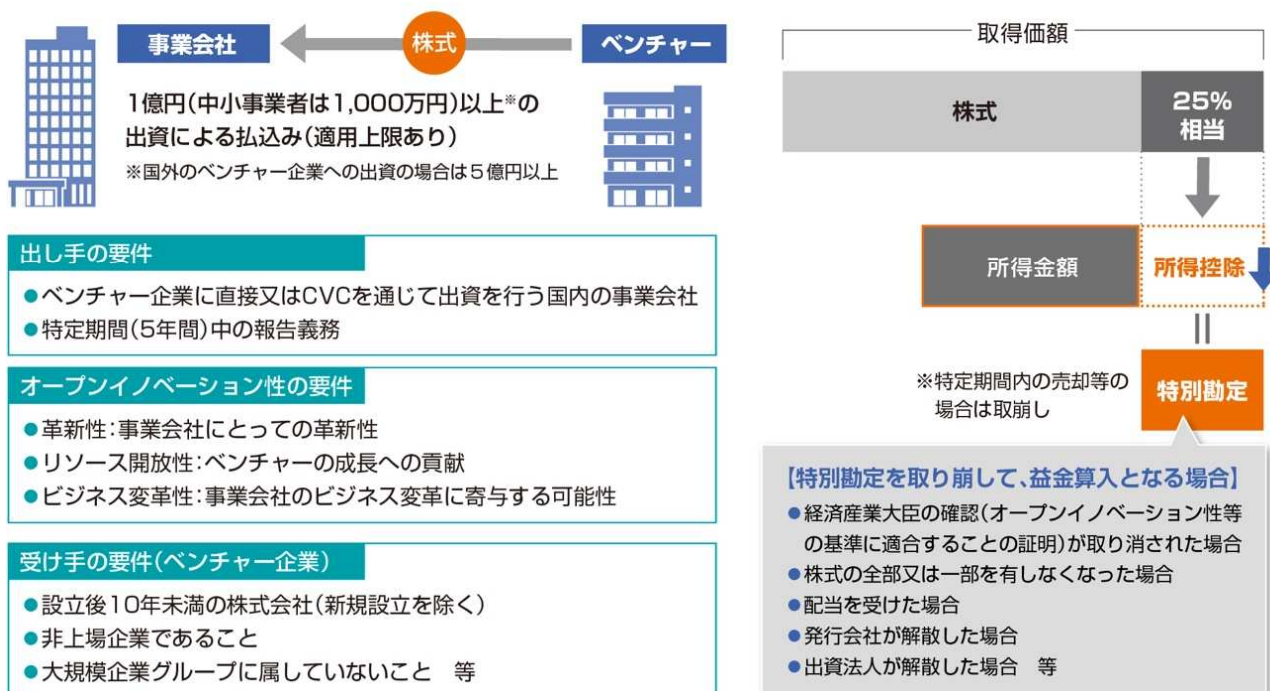 事業会社
株式
ベンチャー
1億円(中小事業者は1,000万円)以上※の
出資による払込み(適用上限あり)
※国外のベンチャー企業への出資の場合は5億円以上
出し手の要件
●ベンチャー企業に直接又はCVCを通じて出資を行う国内の事業会社
●特定期間(5年間)中の報告義務
オープンイノベーション性の要件
●革新性:事業会社にとっての革新性
●リソース開放性:ベンチャーの成長への貢献
●ビジネス変革性:事業会社のビジネス変革に寄与する可能性
受け手の要件(ベンチャー企業)
●設立後10年未満の株式会社(新規設立を除く)
●非上場企業であること
●大規模企業グループに属していないこと 等
取得価額
株式
25%
相当
所得金額
所得控除
※特定期間内の売却等の
場合は取崩し
特別勘定
【特別勘定を取り崩して、益金算入となる場合】
●経済産業大臣の確認(オープンイノベーション性等
の基準に適合することの証明)が取り消された場合
●株式の全部又は一部を有しなくなった場合
●配当を受けた場合
●発行会社が解散した場合
●出資法人が解散した場合 等